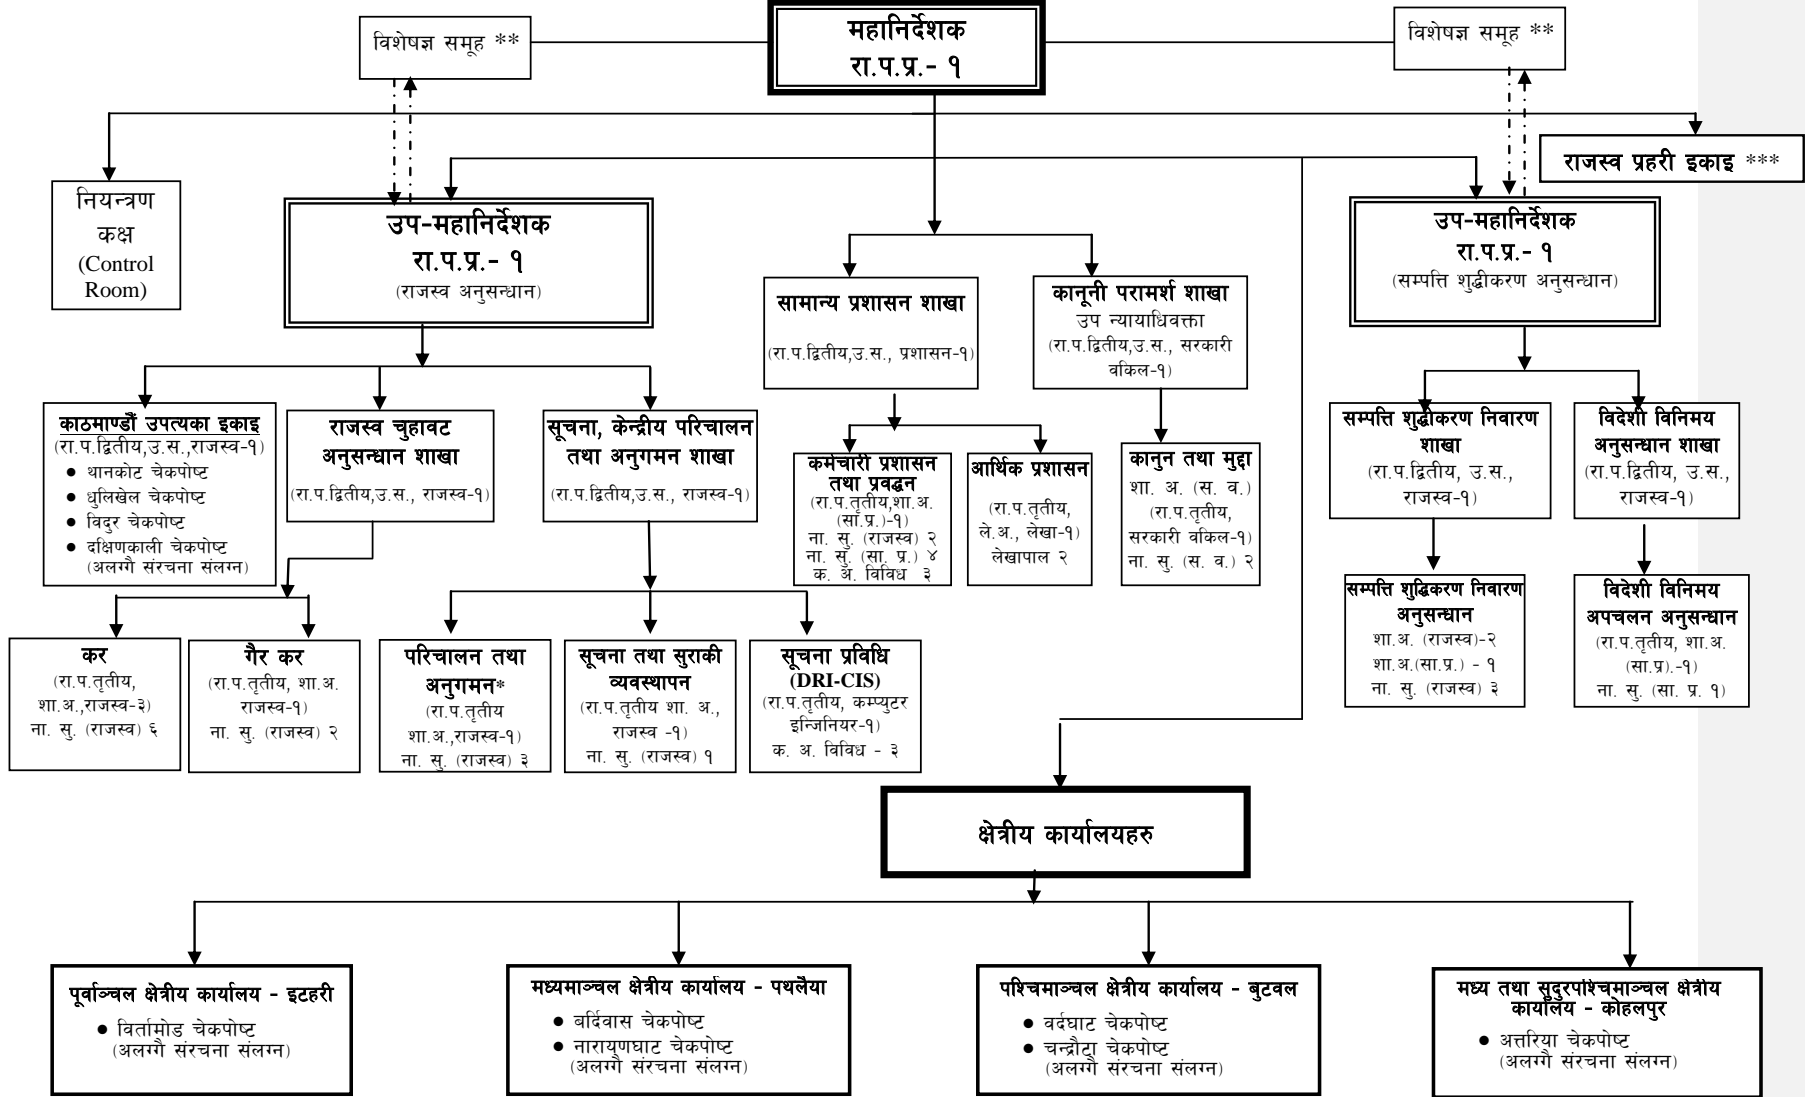 विशेषज्ञ समूह **
महानिर्देशक
रा.प.प्र.- १
विशेषज्ञ समूह **
राजस्व प्रहरी इकाइ ***
नियन्त्रण
कक्ष
(Control
Room)
उप-महानिर्देशक
रा.प.प्र.- १
(राजस्व अनुसन्धान)
उप-महानिर्देशक
रा.प.प्र.- १
(सम्पत्ति शुद्धीकरण अनुसन्धान)
सामान्य प्रशासन शाखा
(रा.प.द्वितीय,उ.स., प्रशासन-१)
कानूनी परामर्श शाखा
उप न्यायाधिवक्ता
(रा.प.द्वितीय,उ.स., सरकारी
वकिल-१)
काठमाण्डौं उपत्यका इकाइ
(रा.प.द्वितीय,उ.स.,राजस्व-१)
● थानकोट चेकपोष्ट
● धुलिखेल चेकपोष्ट
● विदुर चेकपोष्ट
● दक्षिणकाली चेकपोष्ट
(अलग्गै संरचना संलग्न)
राजस्व चुहावट
अनुसन्धान शाखा
(रा.प.द्वितीय,उ.स., राजस्व-१)
सूचना, केन्द्रीय परिचालन
तथा अनुगमन शाखा
(रा.प.द्वितीय,उ.स., राजस्व-१)
कर्मचारी प्रशासन
तथा प्रवर्द्धन
(रा.प.तृतीय,शा.अ.
(सा.प्र.)-१)
ना. सु. (राजस्व) २
ना. सु. (सा. प्र.) ४
क. अ. विविध ३
आर्थिक प्रशासन
(रा.प.तृतीय,
ले.अ., लेखा-१)
लेखापाल २
कानुन तथा मुद्दा
शा. अ. (स. व.)
(रा.प.तृतीय,
सरकारी वकिल-१)
ना. सु. (स. व.) २
सम्पत्ति शुद्धीकरण निवारण
शाखा
(रा.प.द्वितीय, उ.स.,
राजस्व-१)
विदेशी विनिमय
अनुसन्धान शाखा
(रा.प.द्वितीय, उ.स.,
राजस्व-१)
सम्पत्ति शुद्धिकरण निवारण
अनुसन्धान
शा.अ. (राजस्व)-२
शा.अ.(सा.प्र.) - १
ना. सु. (राजस्व) ३
विदेशी विनिमय
अपचलन अनुसन्धान
(रा.प.तृतीय, शा.अ.
(सा.प्र).-१)
ना. सु. (सा. प्र. १)
कर
(रा.प.तृतीय,
शा.अ.,राजस्व-३)
ना. सु. (राजस्व) ६
गैर कर
(रा.प.तृतीय, शा.अ.
राजस्व-१)
ना. सु. (राजस्व) २
परिचालन तथा
अनुगमन*
(रा.प.तृतीय
शा.अ.,राजस्व-१)
ना. सु. (राजस्व) ३
सूचना तथा सुराकी
व्यवस्थापन
(रा.प.तृतीय शा. अ.,
राजस्व -१)
ना. सु. (राजस्व) १
सूचना प्रविधि
(DRI-CIS)
(रा.प.तृतीय, कम्प्युटर
इन्जिनियर-१)
क. अ. विविध - ३
क्षेत्रीय कार्यालयहरु
पूर्वाञ्चल क्षेत्रीय कार्यालय - इटहरी
● विर्तामोड चेकपोष्ट
(अलग्गै संरचना संलग्न)
मध्यमाञ्चल क्षेत्रीय कार्यालय - पथलैया
● बर्दिवास चेकपोष्ट
● नारायणघाट चेकपोष्ट
(अलग्गै संरचना संलग्न)
पश्चिमाञ्चल क्षेत्रीय कार्यालय - बुटवल
● वर्दघाट चेकपोष्ट
● चन्द्रौटा चेकपोष्ट
(अलग्गै संरचना संलग्न)
मध्य तथा सुदुरपश्चिमाञ्चल क्षेत्रीय
कार्यालय - कोहलपुर
● अत्तरिया चेकपोष्ट
(अलग्गै संरचना संलग्न)